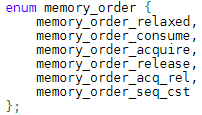 enum memory_order {
    memory_order_relaxed,
    memory_order_consume,
    memory_order_acquire,
    memory_order_release,
    memory_order_acq_rel,
    memory_order_seq_cst
};